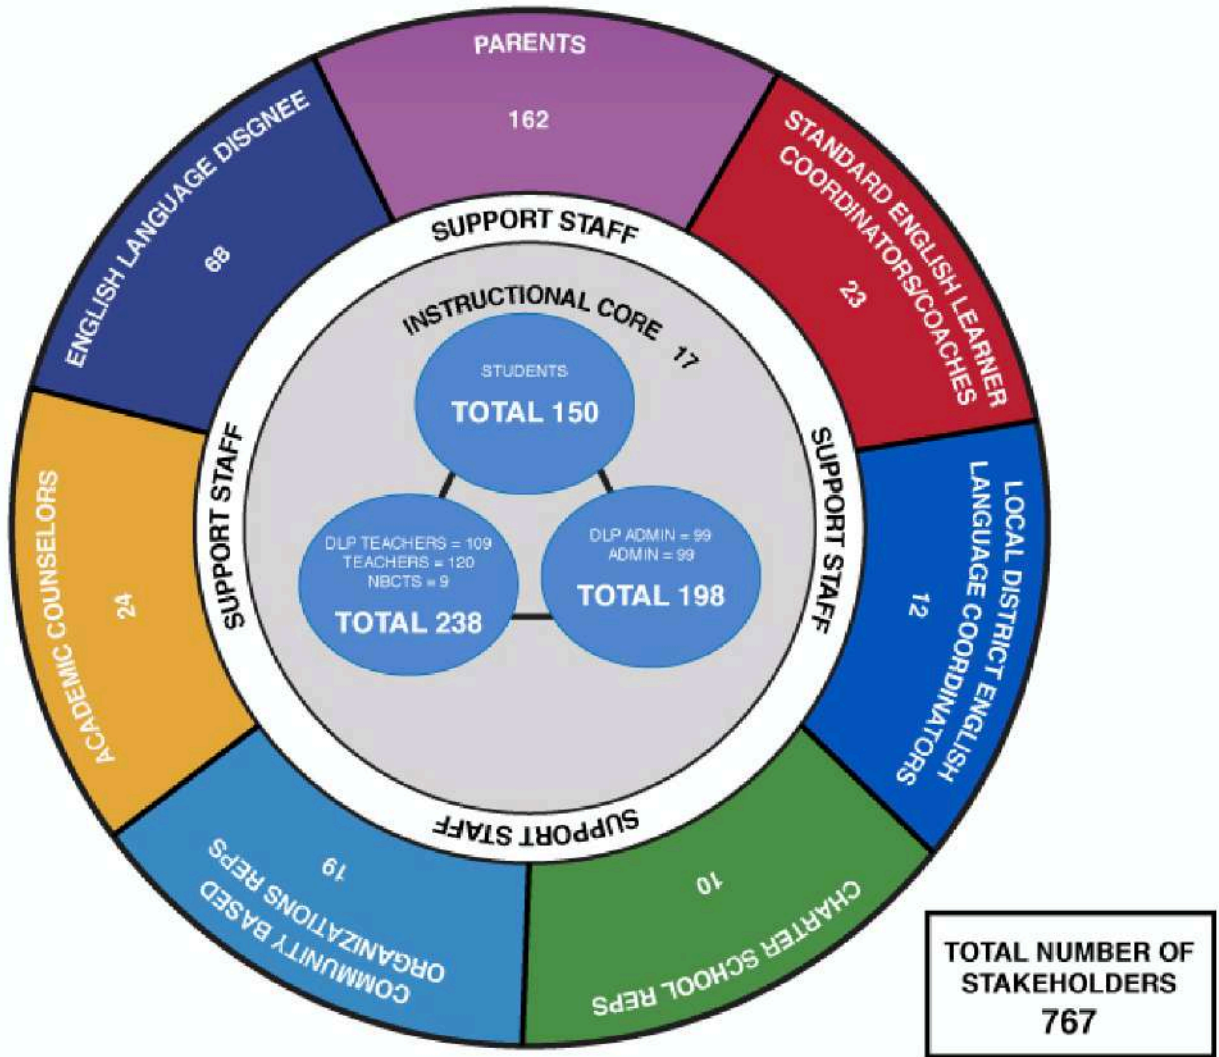 PARENTS
162
STANDARD ENGLISH LEARNER
COORDINATORS/COACHES
23
LOCAL DISTRICT ENGLISH
LANGUAGE COORDINATORS
12
CHARTER SCHOOL REPS
10
COMMUNITY BASED
ORGANIZATIONS REPS
19
ACADEMIC COUNSELORS
24
ENGLISH LANGUAGE DISGNEE
68
SUPPORT STAFF
SUPPORT STAFF
SUPPORT STAFF
SUPPORT STAFF
INSTRUCTIONAL CORE 17
STUDENTS
TOTAL 150
DLP TEACHERS = 109
TEACHERS = 120
NBCTS = 9
TOTAL 238
DLP ADMIN = 99
ADMIN = 99
TOTAL 198
TOTAL NUMBER OF
STAKEHOLDERS
767